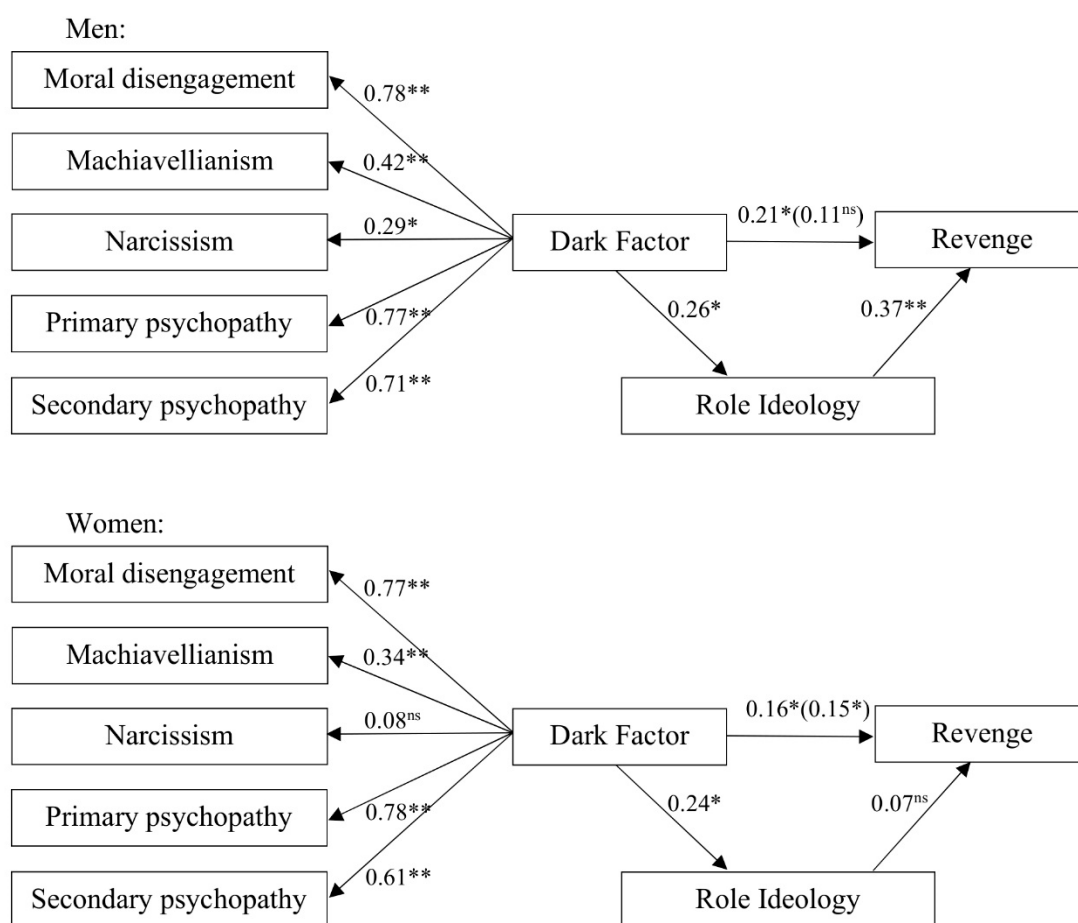 Men:
Moral disengagement
0.78**
Machiavellianism
0.42**
Narcissism
0.29*
Dark Factor
0.21*(0.11ns)
Revenge
Primary psychopathy
0.77**
0.26*
0.37**
Secondary psychopathy
0.71**
Role Ideology
Women:
Moral disengagement
0.77**
Machiavellianism
0.34**
Narcissism
0.08ns
Dark Factor
0.16*(0.15*)
Revenge
Primary psychopathy
0.78**
0.24*
0.07ns
Secondary psychopathy
0.61**
Role Ideology